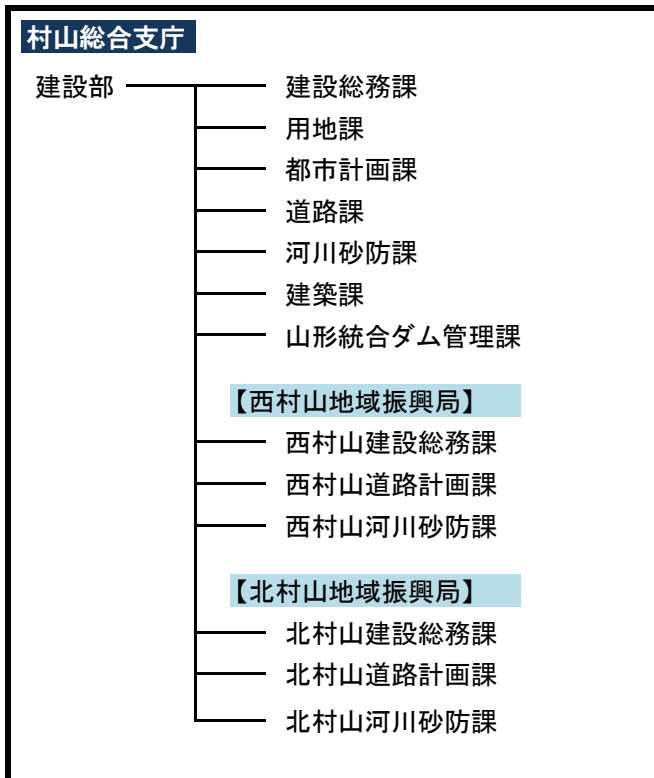 村山総合支庁
建設部 建設総務課
用地課
都市計画課
道路課
河川砂防課
建築課
山形統合ダム管理課
【西村山地域振興局】
西村山建設総務課
西村山道路計画課
西村山河川砂防課
【北村山地域振興局】
北村山建設総務課
北村山道路計画課
北村山河川砂防課